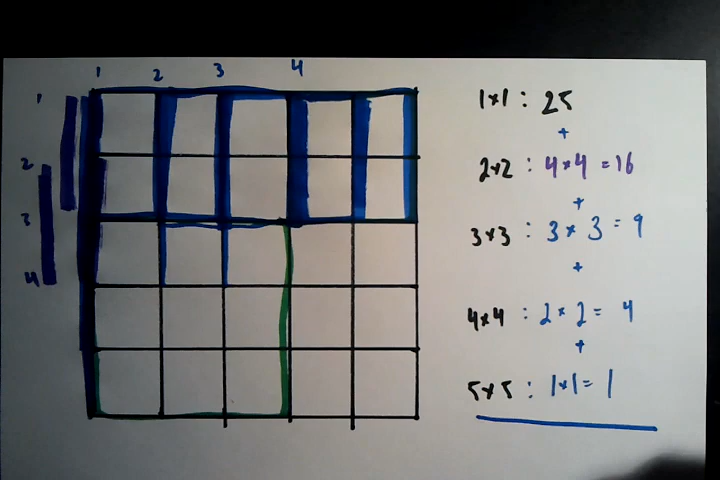 1 2 3 4
1
2
3
4
1×1 : 25
+
2×2 : 4×4 = 16
+
3×3 : 3×3 = 9
+
4×4 : 2×2 = 4
+
5×5 : 1×1 = 1